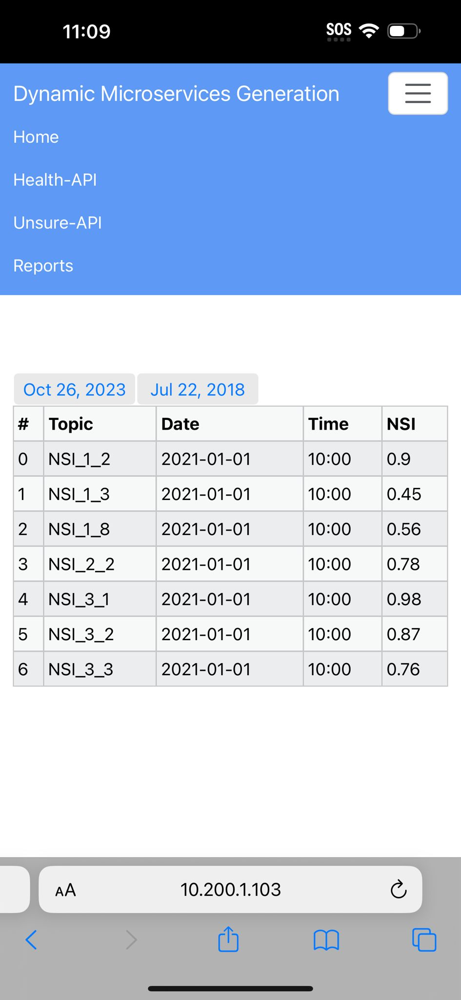 11:09 SOS
Dynamic Microservices Generation
Home
Health-API
Unsure-API
Reports
Oct 26, 2023 Jul 22, 2018
# Topic Date Time NSI
0 NSI_1_2 2021-01-01 10:00 0.9
1 NSI_1_3 2021-01-01 10:00 0.45
2 NSI_1_8 2021-01-01 10:00 0.56
3 NSI_2_2 2021-01-01 10:00 0.78
4 NSI_3_1 2021-01-01 10:00 0.98
5 NSI_3_2 2021-01-01 10:00 0.87
6 NSI_3_3 2021-01-01 10:00 0.76
AA 10.200.1.103